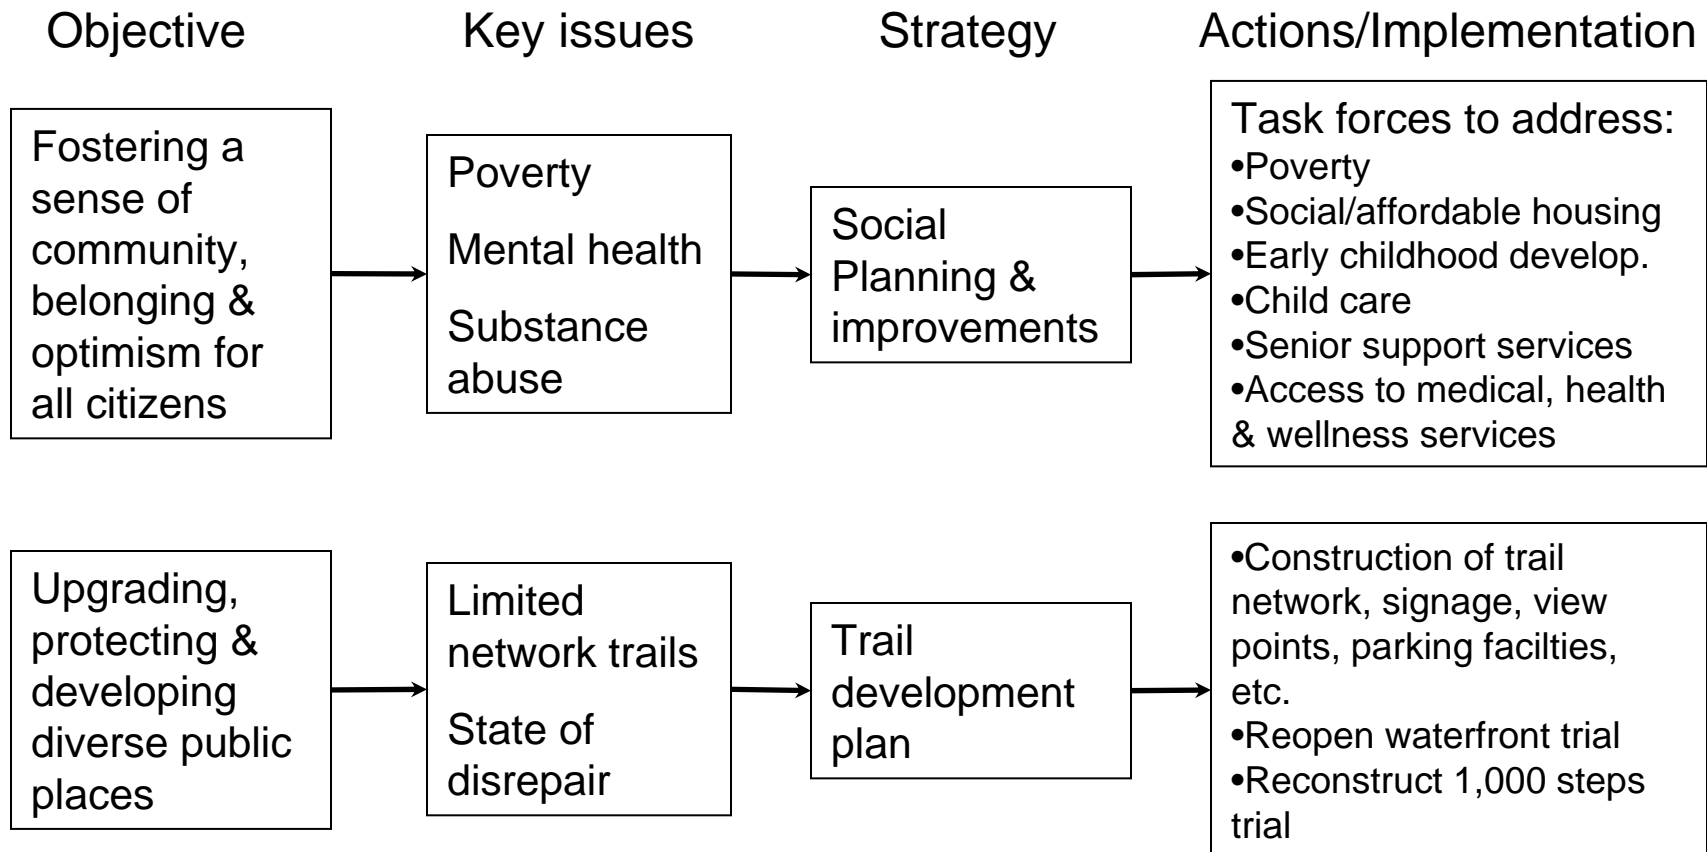 Objective
Key issues
Strategy
Actions/Implementation
Fostering a
sense of
community,
belonging &
optimism for
all citizens
Poverty
Mental health
Substance
abuse
Social
Planning &
improvements
Task forces to address:
•Poverty
•Social/affordable housing
•Early childhood develop.
•Child care
•Senior support services
•Access to medical, health
& wellness services
Upgrading,
protecting &
developing
diverse public
places
Limited
network trails
State of
disrepair
Trail
development
plan
•Construction of trail
network, signage, view
points, parking facilties,
etc.
•Reopen waterfront trial
•Reconstruct 1,000 steps
trial